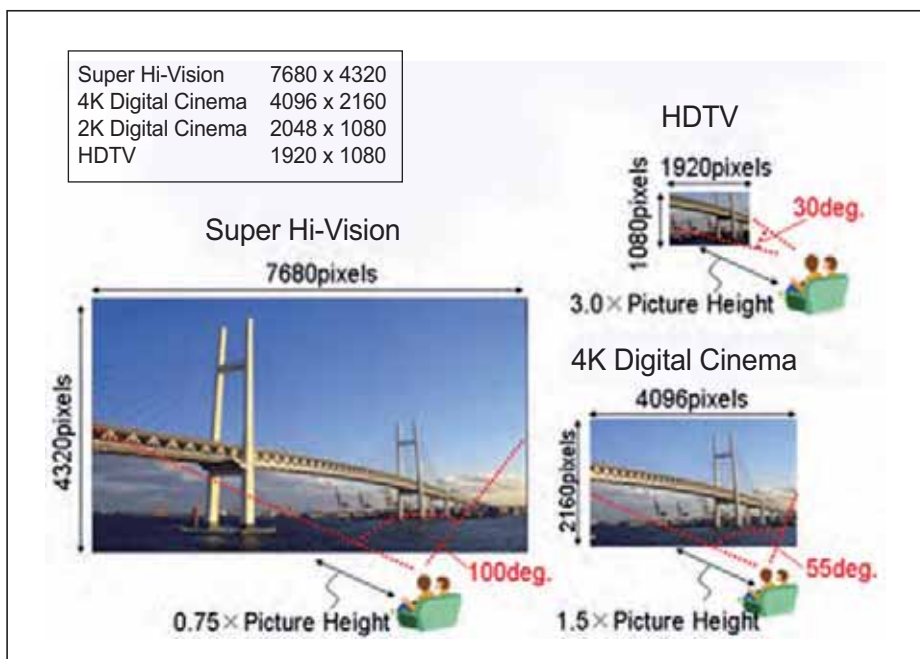 Super Hi-Vision 7680 x 4320
4K Digital Cinema 4096 x 2160
2K Digital Cinema 2048 x 1080
HDTV 1920 x 1080
HDTV
1920pixels
1080pixels
30deg.
3.0× Picture Height
Super Hi-Vision
7680pixels
4320pixels
100deg.
0.75× Picture Height
4K Digital Cinema
4096pixels
2160pixels
55deg.
1.5× Picture Height